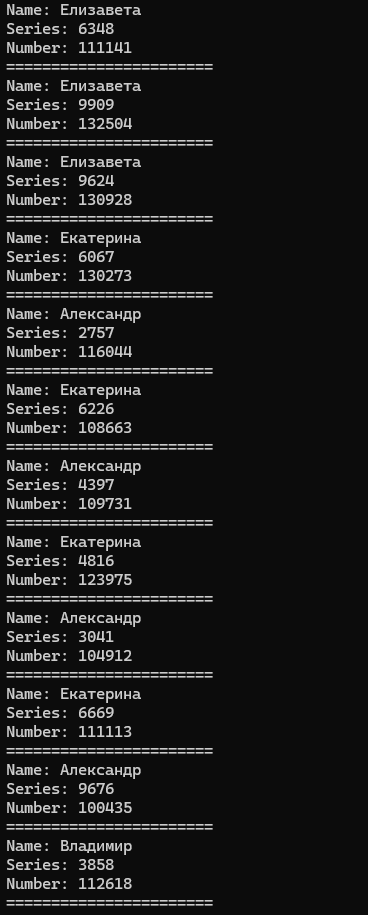 Name: Елизавета
Series: 6348
Number: 111141
=======================
Name: Елизавета
Series: 9909
Number: 132504
=======================
Name: Елизавета
Series: 9624
Number: 130928
=======================
Name: Екатерина
Series: 6067
Number: 130273
=======================
Name: Александр
Series: 2757
Number: 116044
=======================
Name: Екатерина
Series: 6226
Number: 108663
=======================
Name: Александр
Series: 4397
Number: 109731
=======================
Name: Екатерина
Series: 4816
Number: 123975
=======================
Name: Александр
Series: 3041
Number: 104912
=======================
Name: Екатерина
Series: 6669
Number: 111113
=======================
Name: Александр
Series: 9676
Number: 100435
=======================
Name: Владимир
Series: 3858
Number: 112618
=======================